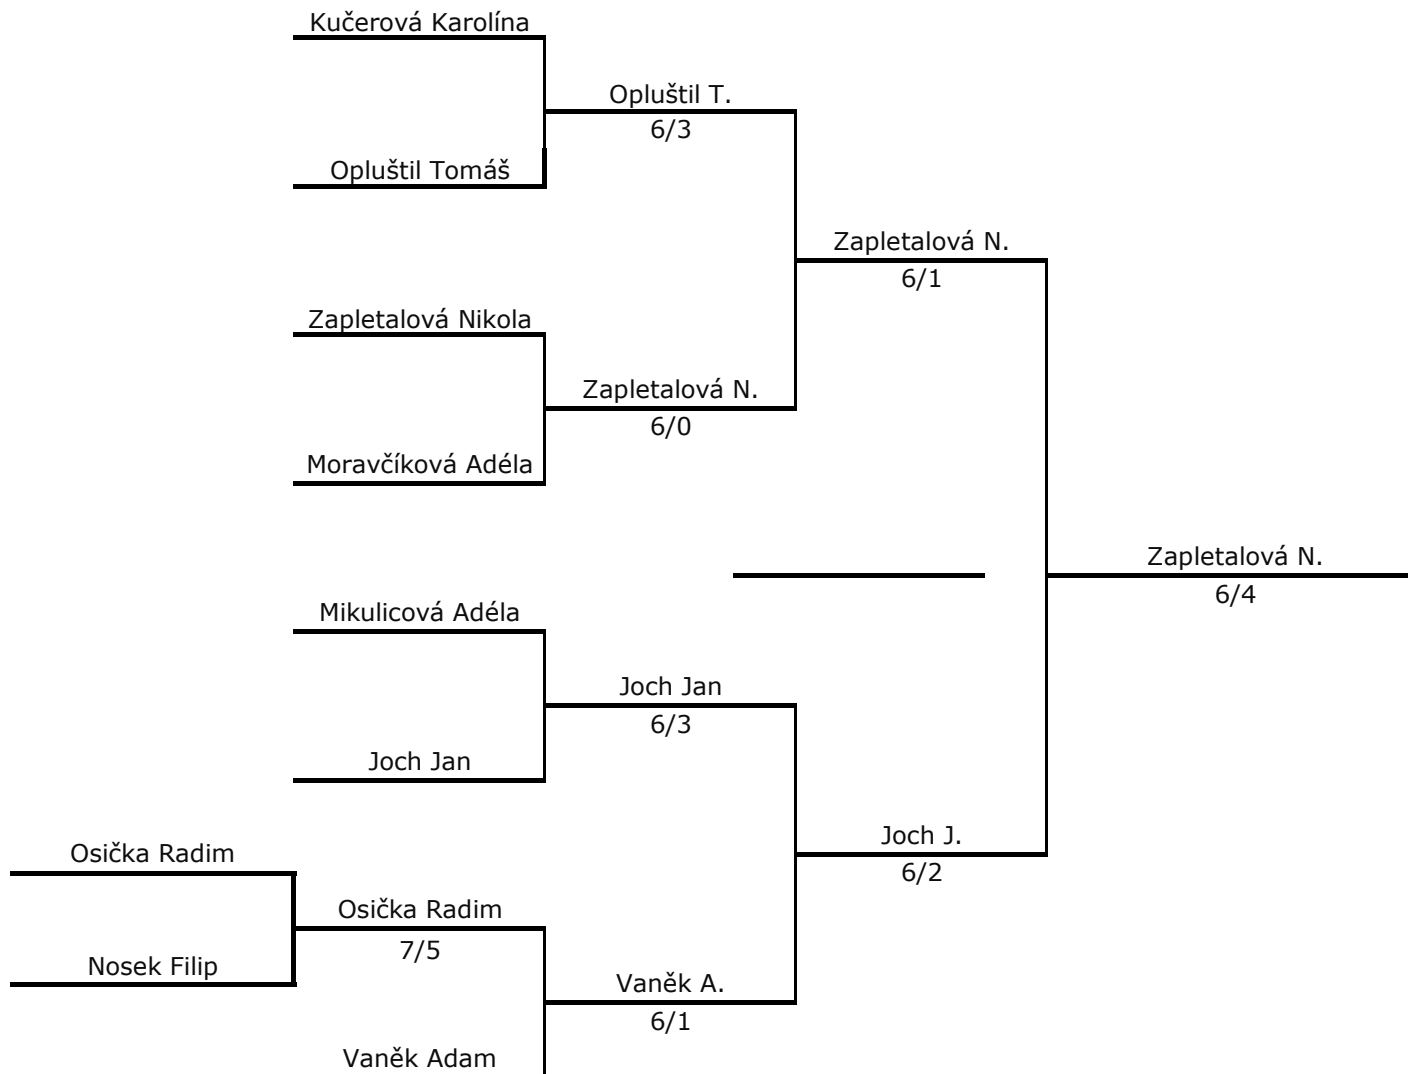 Kučerová Karolína
Opluštil T.
6/3
Opluštil Tomáš
Zapletalová N.
6/1
Zapletalová Nikola
Zapletalová N.
6/0
Moravčíková Adéla
Zapletalová N.
6/4
Mikulicová Adéla
Joch Jan
6/3
Joch Jan
Joch J.
6/2
Osička Radim
Osička Radim
7/5
Nosek Filip
Vaněk A.
6/1
Vaněk Adam